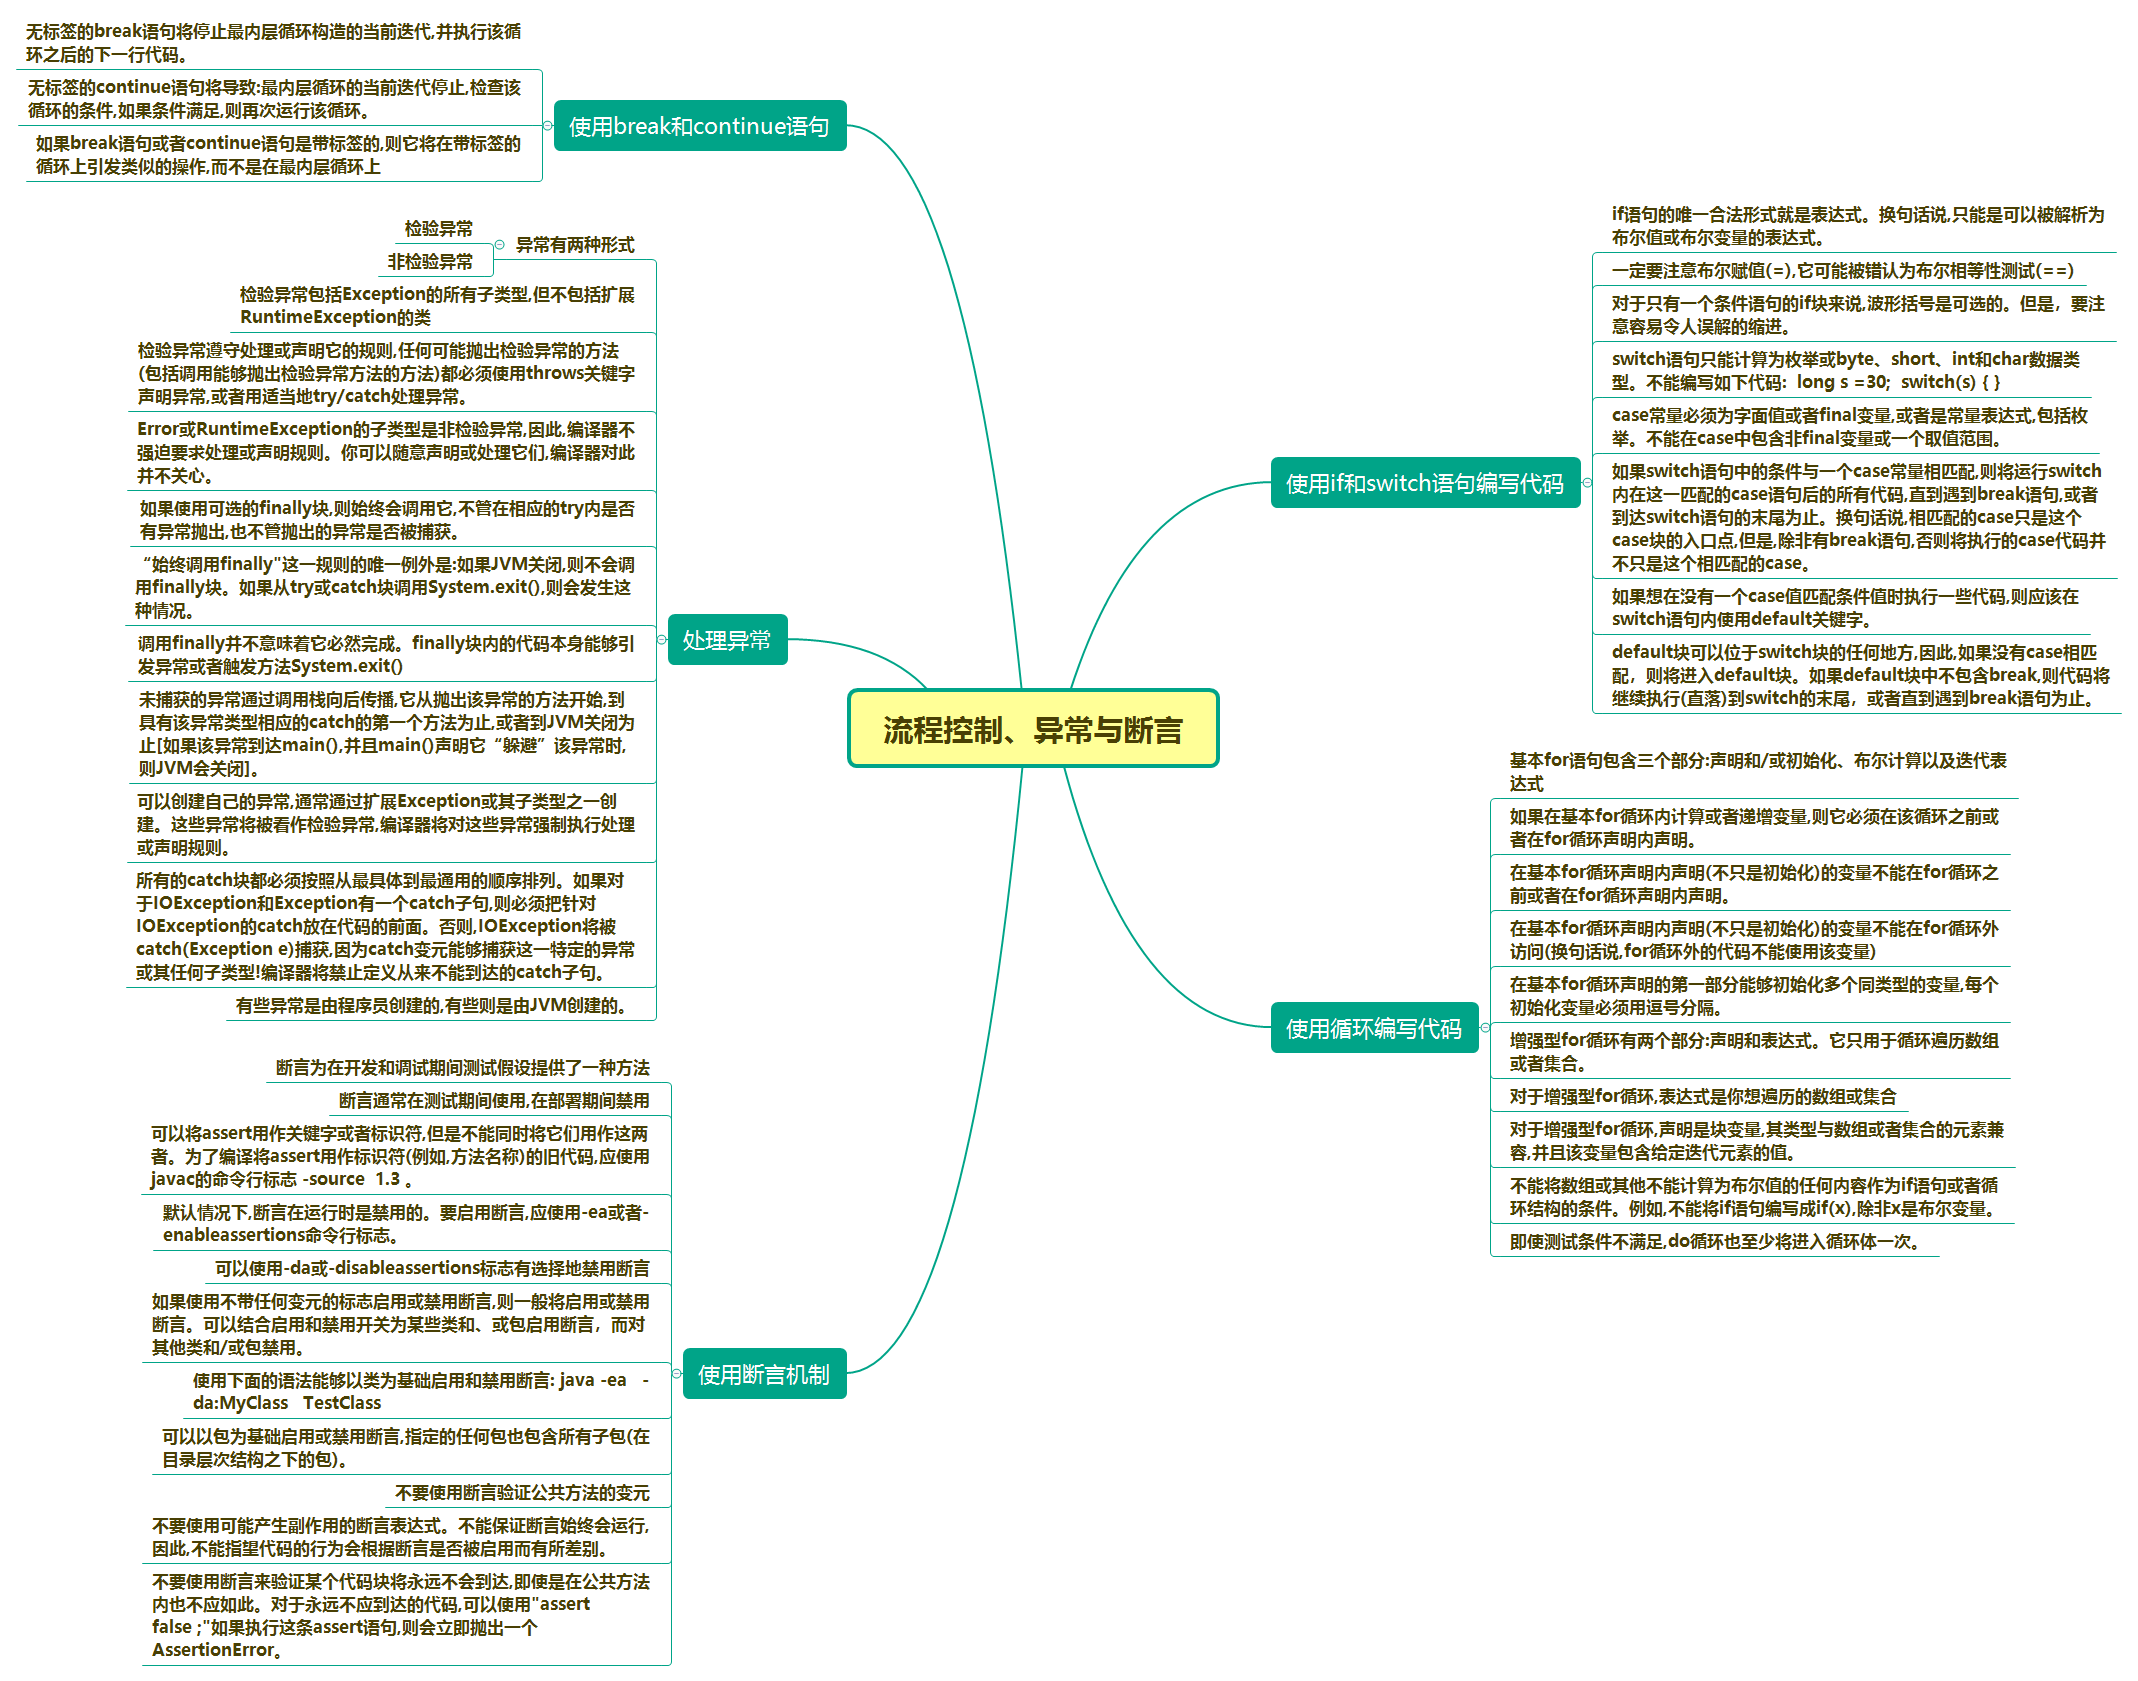 无标签的break语句将停止最内层循环构造的当前迭代,并执行该循
环之后的下一行代码。
无标签的continue语句将导致:最内层循环的当前迭代停止,检查该
循环的条件,如果条件满足,则再次运行该循环。
如果break语句或者continue语句是带标签的,则它将在带标签的
循环上引发类似的操作,而不是在最内层循环上
使用break和continue语句
检验异常
非检验异常
异常有两种形式
检验异常包括Exception的所有子类型,但不包括扩展
RuntimeException的类
检验异常遵守处理或声明它的规则,任何可能抛出检验异常的方法
(包括调用能够抛出检验异常方法的方法)都必须使用throws关键字
声明异常,或者用适当地try/catch处理异常。
Error或RuntimeException的子类型是非检验异常,因此,编译器不
强迫要求处理或声明规则。你可以随意声明或处理它们,编译器对此
并不关心。
如果使用可选的finally块,则始终会调用它,不管在相应的try内是否
有异常抛出,也不管抛出的异常是否被捕获。
“始终调用finally"这一规则的唯一例外是:如果JVM关闭,则不会调
用finally块。如果从try或catch块调用System.exit(),则会发生这
种情况。
调用finally并不意味着它必然完成。finally块内的代码本身能够引
发异常或者触发方法System.exit()
未捕获的异常通过调用栈向后传播,它从抛出该异常的方法开始,到
具有该异常类型相应的catch的第一个方法为止,或者到JVM关闭为
止[如果该异常到达main(),并且main()声明它“躲避”该异常时,
则JVM会关闭]。
可以创建自己的异常,通常通过扩展Exception或其子类型之一创
建。这些异常将被看作检验异常,编译器将对这些异常强制执行处理
或声明规则。
所有的catch块都必须按照从最具体到最通用的顺序排列。如果对
于IOException和Exception有一个catch子句,则必须把针对
IOException的catch放在代码的前面。否则,IOException将被
catch(Exception e)捕获,因为catch变元能够捕获这一特定的异常
或其任何子类型!编译器将禁止定义从来不能到达的catch子句。
有些异常是由程序员创建的,有些则是由JVM创建的。
处理异常
断言为在开发和调试期间测试假设提供了一种方法
断言通常在测试期间使用,在部署期间禁用
可以将assert用作关键字或者标识符,但是不能同时将它们用作这两
者。为了编译将assert用作标识符(例如,方法名称)的旧代码,应使用
javac的命令行标志 -source  1.3 。
默认情况下,断言在运行时是禁用的。要启用断言,应使用-ea或者-
enableassertions命令行标志。
可以使用-da或-disableassertions标志有选择地禁用断言
如果使用不带任何变元的标志启用或禁用断言,则一般将启用或禁用
断言。可以结合启用和禁用开关为某些类和、或包启用断言，而对
其他类和/或包禁用。
使用下面的语法能够以类为基础启用和禁用断言: java -ea   -
da:MyClass   TestClass
可以以包为基础启用或禁用断言,指定的任何包也包含所有子包(在
目录层次结构之下的包)。
不要使用断言验证公共方法的变元
不要使用可能产生副作用的断言表达式。不能保证断言始终会运行,
因此,不能指望代码的行为会根据断言是否被启用而有所差别。
不要使用断言来验证某个代码块将永远不会到达,即使是在公共方法
内也不应如此。对于永远不应到达的代码,可以使用"assert
false ;"如果执行这条assert语句,则会立即抛出一个
AssertionError。
使用断言机制
流程控制、异常与断言
使用if和switch语句编写代码
if语句的唯一合法形式就是表达式。换句话说,只能是可以被解析为
布尔值或布尔变量的表达式。
一定要注意布尔赋值(=),它可能被错认为布尔相等性测试(==)
对于只有一个条件语句的if块来说,波形括号是可选的。但是，要注
意容易令人误解的缩进。
switch语句只能计算为枚举或byte、short、int和char数据类
型。不能编写如下代码:  long s =30;  switch(s) { }
case常量必须为字面值或者final变量,或者是常量表达式,包括枚
举。不能在case中包含非final变量或一个取值范围。
如果switch语句中的条件与一个case常量相匹配,则将运行switch
内在这一匹配的case语句后的所有代码,直到遇到break语句,或者
到达switch语句的末尾为止。换句话说,相匹配的case只是这个
case块的入口点,但是,除非有break语句,否则将执行的case代码并
不只是这个相匹配的case。
如果想在没有一个case值匹配条件值时执行一些代码,则应该在
switch语句内使用default关键字。
default块可以位于switch块的任何地方,因此,如果没有case相匹
配，则将进入default块。如果default块中不包含break,则代码将
继续执行(直落)到switch的末尾，或者直到遇到break语句为止。
使用循环编写代码
基本for语句包含三个部分:声明和/或初始化、布尔计算以及迭代表
达式
如果在基本for循环内计算或者递增变量,则它必须在该循环之前或
者在for循环声明内声明。
在基本for循环声明内声明(不只是初始化)的变量不能在for循环之
前或者在for循环声明内声明。
在基本for循环声明内声明(不只是初始化)的变量不能在for循环外
访问(换句话说,for循环外的代码不能使用该变量)
在基本for循环声明的第一部分能够初始化多个同类型的变量,每个
初始化变量必须用逗号分隔。
增强型for循环有两个部分:声明和表达式。它只用于循环遍历数组
或者集合。
对于增强型for循环,表达式是你想遍历的数组或集合
对于增强型for循环,声明是块变量,其类型与数组或者集合的元素兼
容,并且该变量包含给定迭代元素的值。
不能将数组或其他不能计算为布尔值的任何内容作为if语句或者循
环结构的条件。例如,不能将if语句编写成if(x),除非x是布尔变量。
即使测试条件不满足,do循环也至少将进入循环体一次。